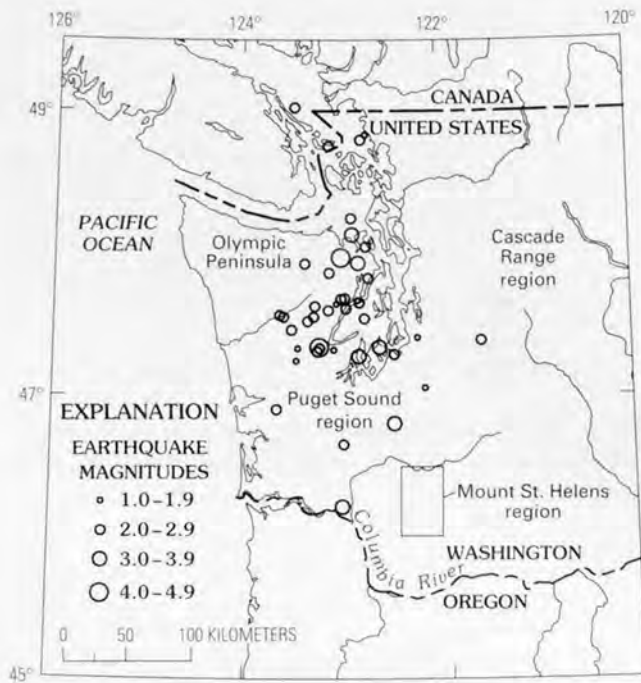 126° 124° 122° 120°
49°
CANADA
UNITED STATES
PACIFIC
OCEAN
Olympic
Peninsula
Cascade
Range
region
47°
EXPLANATION
EARTHQUAKE
MAGNITUDES
1.0–1.9
2.0–2.9
3.0–3.9
4.0–4.9
Puget Sound
region
Mount St. Helens
region
Columbia River
WASHINGTON
OREGON
0 50 100 KILOMETERS
45°